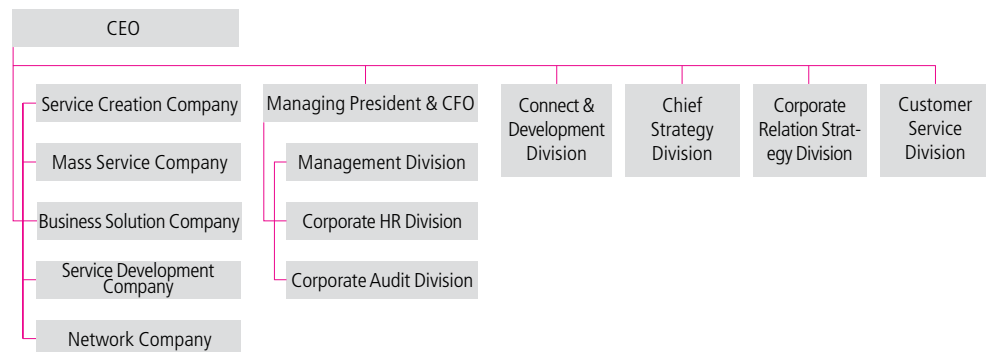 CEO
Service Creation Company
Mass Service Company
Business Solution Company
Service Development
Company
Network Company
Managing President & CFO
Management Division
Corporate HR Division
Corporate Audit Division
Connect &
Development
Division
Chief
Strategy
Division
Corporate
Relation Strat-
egy Division
Customer
Service
Division